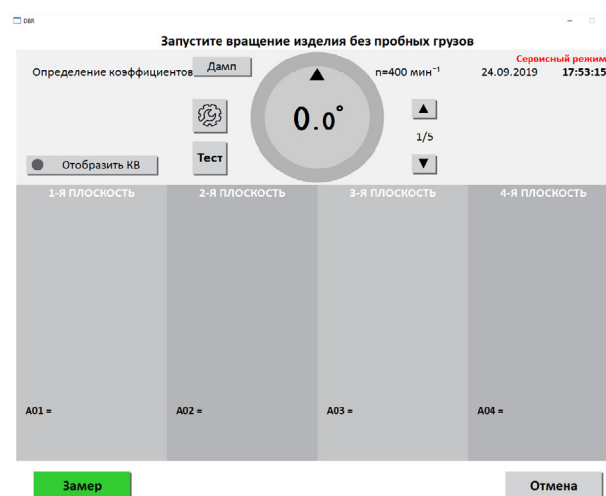 DBR
Запустите вращение изделия без пробных грузов
Сервисный режим
Определение коэффициентов Дамп n=400 мин⁻¹ 24.09.2019 17:53:15
0.0°
1/5
Отобразить КВ Тест
1-Я ПЛОСКОСТЬ 2-Я ПЛОСКОСТЬ 3-Я ПЛОСКОСТЬ 4-Я ПЛОСКОСТЬ
A01 = A02 = A03 = A04 =
Замер Отмена